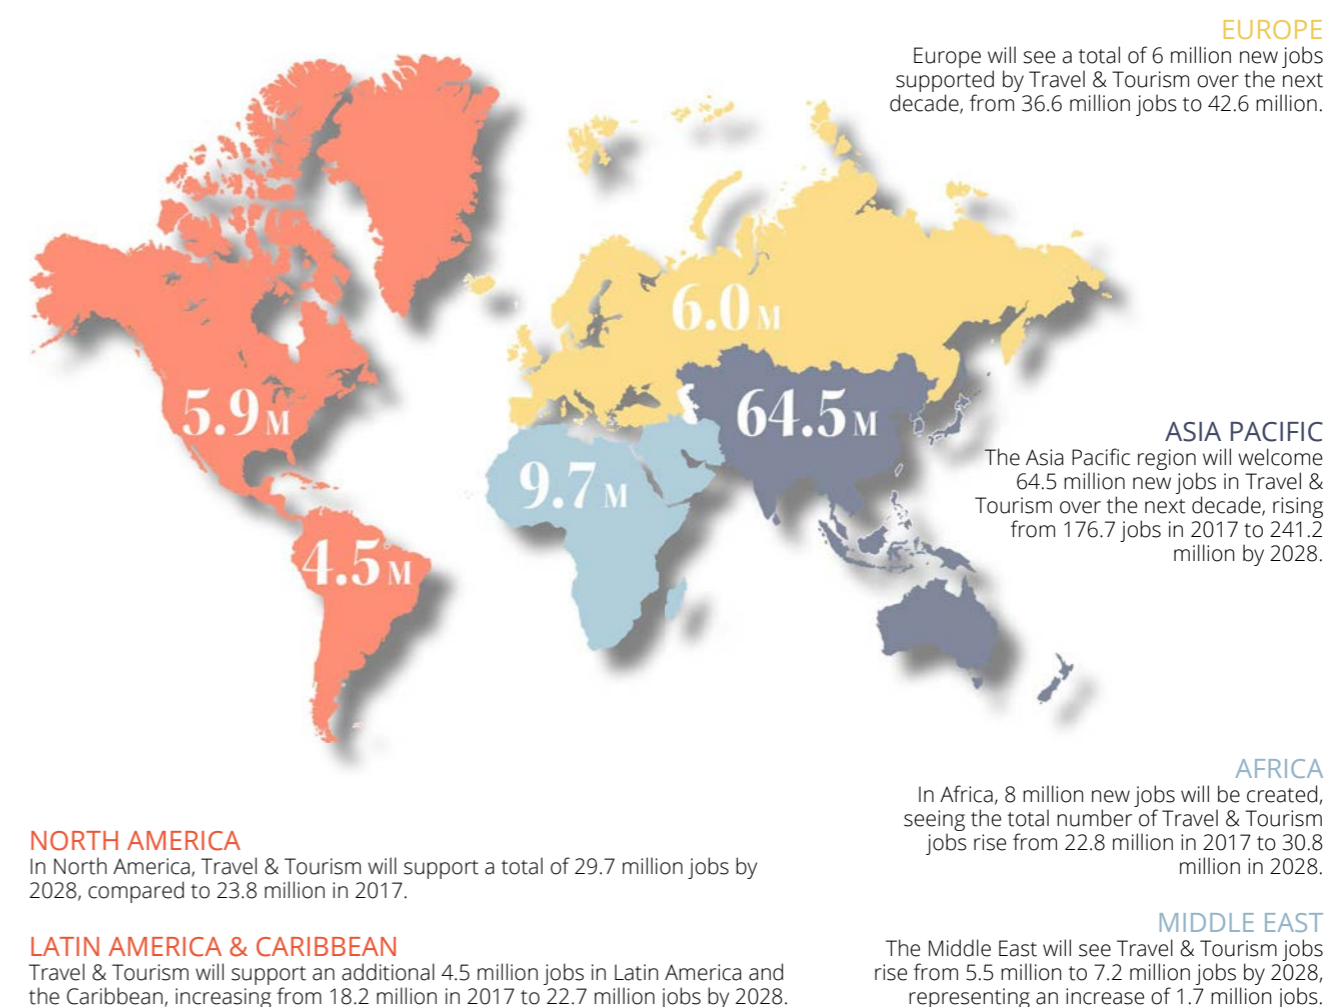 EUROPE
Europe will see a total of 6 million new jobs
supported by Travel & Tourism over the next
decade, from 36.6 million jobs to 42.6 million.
6.0 M
5.9 M
64.5 M
9.7 M
4.5 M
ASIA PACIFIC
The Asia Pacific region will welcome
64.5 million new jobs in Travel &
Tourism over the next decade, rising
from 176.7 jobs in 2017 to 241.2
million by 2028.
AFRICA
In Africa, 8 million new jobs will be created,
seeing the total number of Travel & Tourism
jobs rise from 22.8 million in 2017 to 30.8
million in 2028.
NORTH AMERICA
In North America, Travel & Tourism will support a total of 29.7 million jobs by
2028, compared to 23.8 million in 2017.
LATIN AMERICA & CARIBBEAN
Travel & Tourism will support an additional 4.5 million jobs in Latin America and
the Caribbean, increasing from 18.2 million in 2017 to 22.7 million jobs by 2028.
MIDDLE EAST
The Middle East will see Travel & Tourism jobs
rise from 5.5 million to 7.2 million jobs by 2028,
representing an increase of 1.7 million jobs.